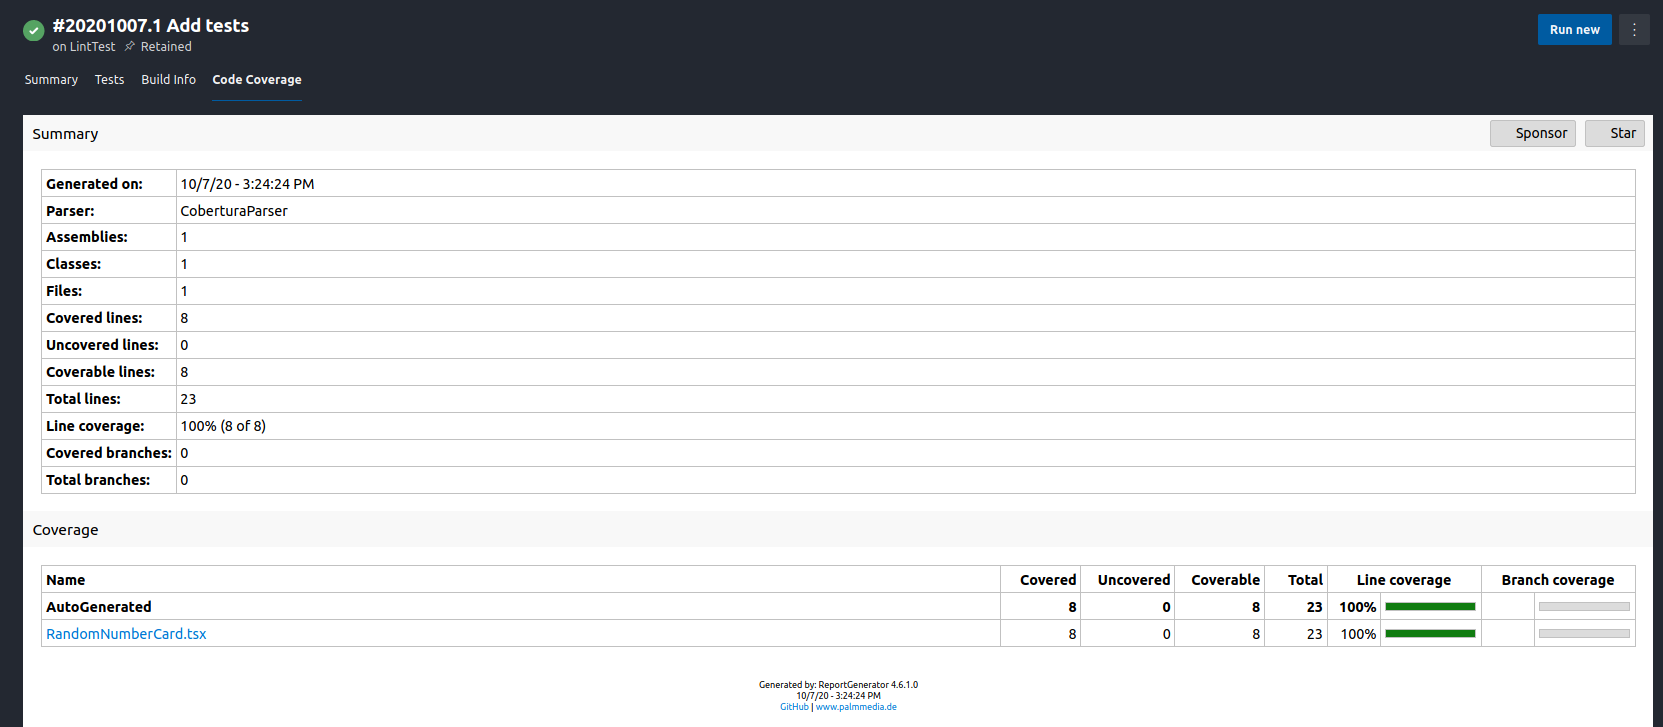 #20201007.1 Add tests
Run new
on LintTest Retained
Summary Tests Build Info Code Coverage
Summary
Sponsor Star
Generated on: 10/7/20 - 3:24:24 PM
Parser: CoberturaParser
Assemblies: 1
Classes: 1
Files: 1
Covered lines: 8
Uncovered lines: 0
Coverable lines: 8
Total lines: 23
Line coverage: 100% (8 of 8)
Covered branches: 0
Total branches: 0
Coverage
Name Covered Uncovered Coverable Total Line coverage Branch coverage
AutoGenerated 8 0 8 23 100%
RandomNumberCard.tsx 8 0 8 23 100%
Generated by: ReportGenerator 4.6.1.0
10/7/20 - 3:24:24 PM
GitHub | www.palmmedia.de